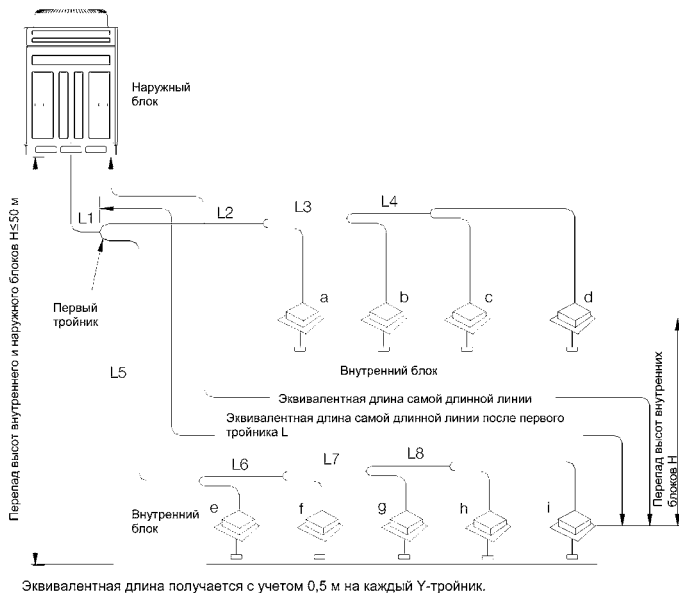 Наружный
блок
Перепад высот внутреннего и наружного блоков H≤50 м
L1
L2
L3
L4
Первый
тройник
a
b
c
d
L5
Внутренний блок
Эквивалентная длина самой длинной линии
Эквивалентная длина самой длинной линии после первого
тройника L
Перепад высот внутренних
блоков H
L6
L7
L8
Внутренний
блок
e
f
g
h
i
Эквивалентная длина получается с учетом 0,5 м на каждый Y-тройник.